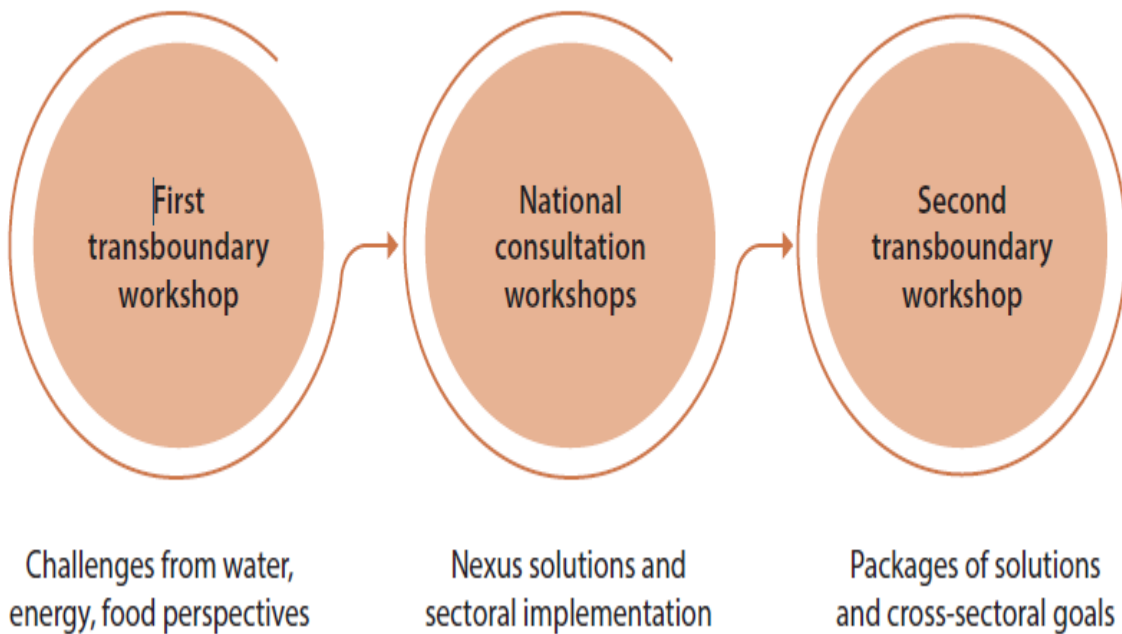 First
transboundary
workshop
National
consultation
workshops
Second
transboundary
workshop
Challenges from water,
energy, food perspectives
Nexus solutions and
sectoral implementation
Packages of solutions
and cross-sectoral goals